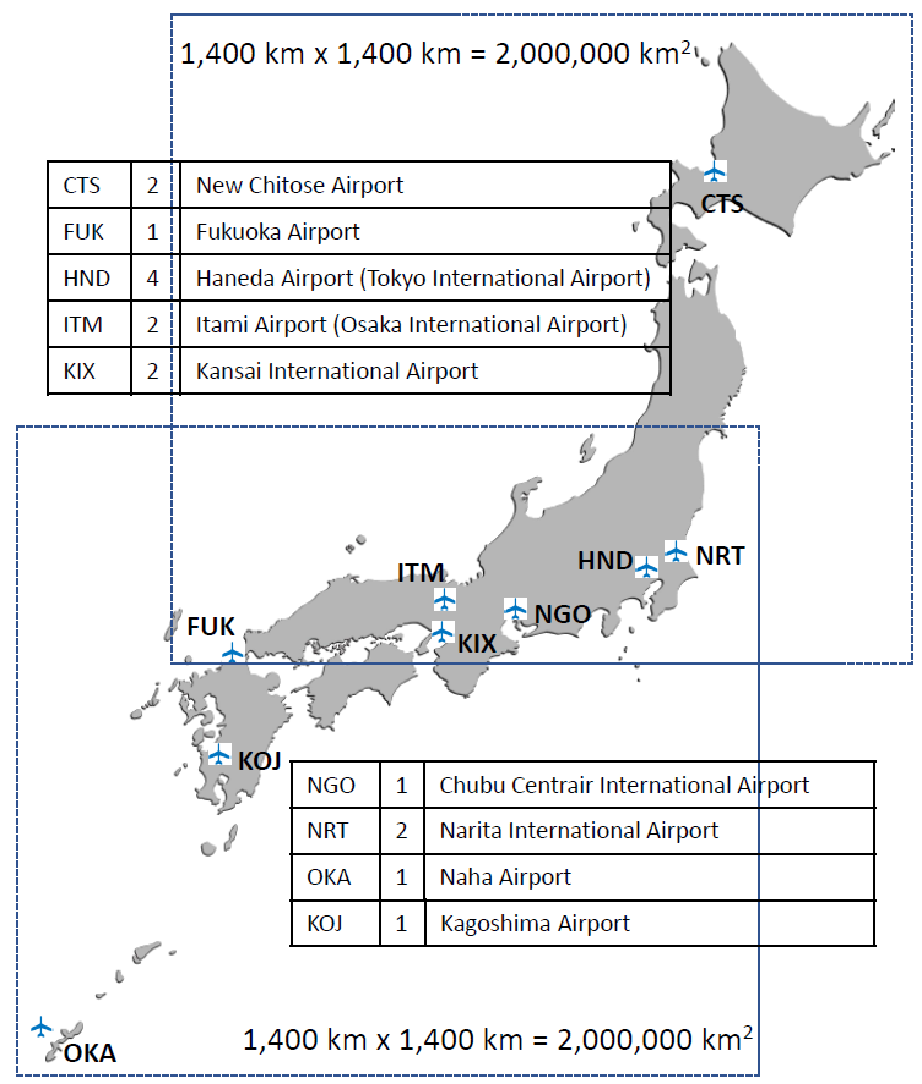 1,400 km x 1,400 km = 2,000,000 km²
CTS
CTS 2 New Chitose Airport
FUK 1 Fukuoka Airport
HND 4 Haneda Airport (Tokyo International Airport)
ITM 2 Itami Airport (Osaka International Airport)
KIX 2 Kansai International Airport
HND
NRT
ITM
NGO
FUK
KIX
KOJ
NGO 1 Chubu Centrair International Airport
NRT 2 Narita International Airport
OKA 1 Naha Airport
KOJ 1 Kagoshima Airport
1,400 km x 1,400 km = 2,000,000 km²
OKA